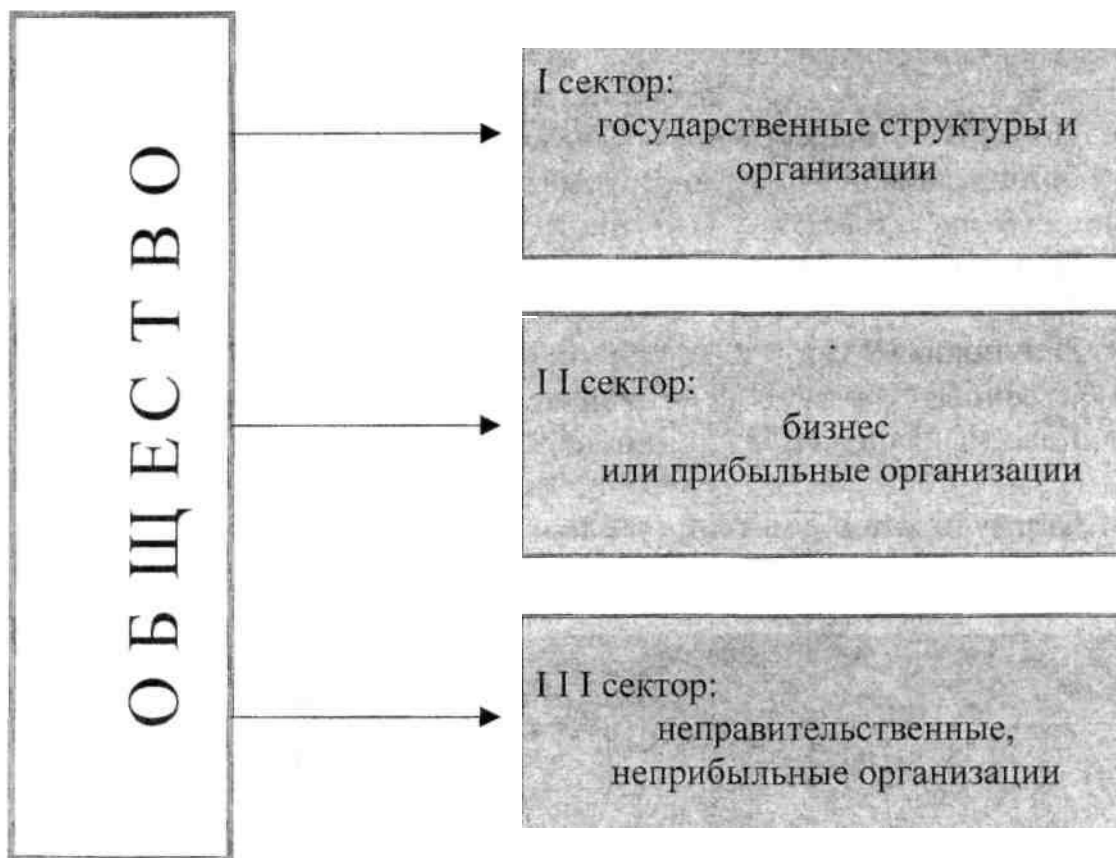 ОБЩЕСТВО
I сектор:
государственные структуры и
организации
I I сектор:
бизнес
или прибыльные организации
I I I сектор:
неправительственные,
неприбыльные организации